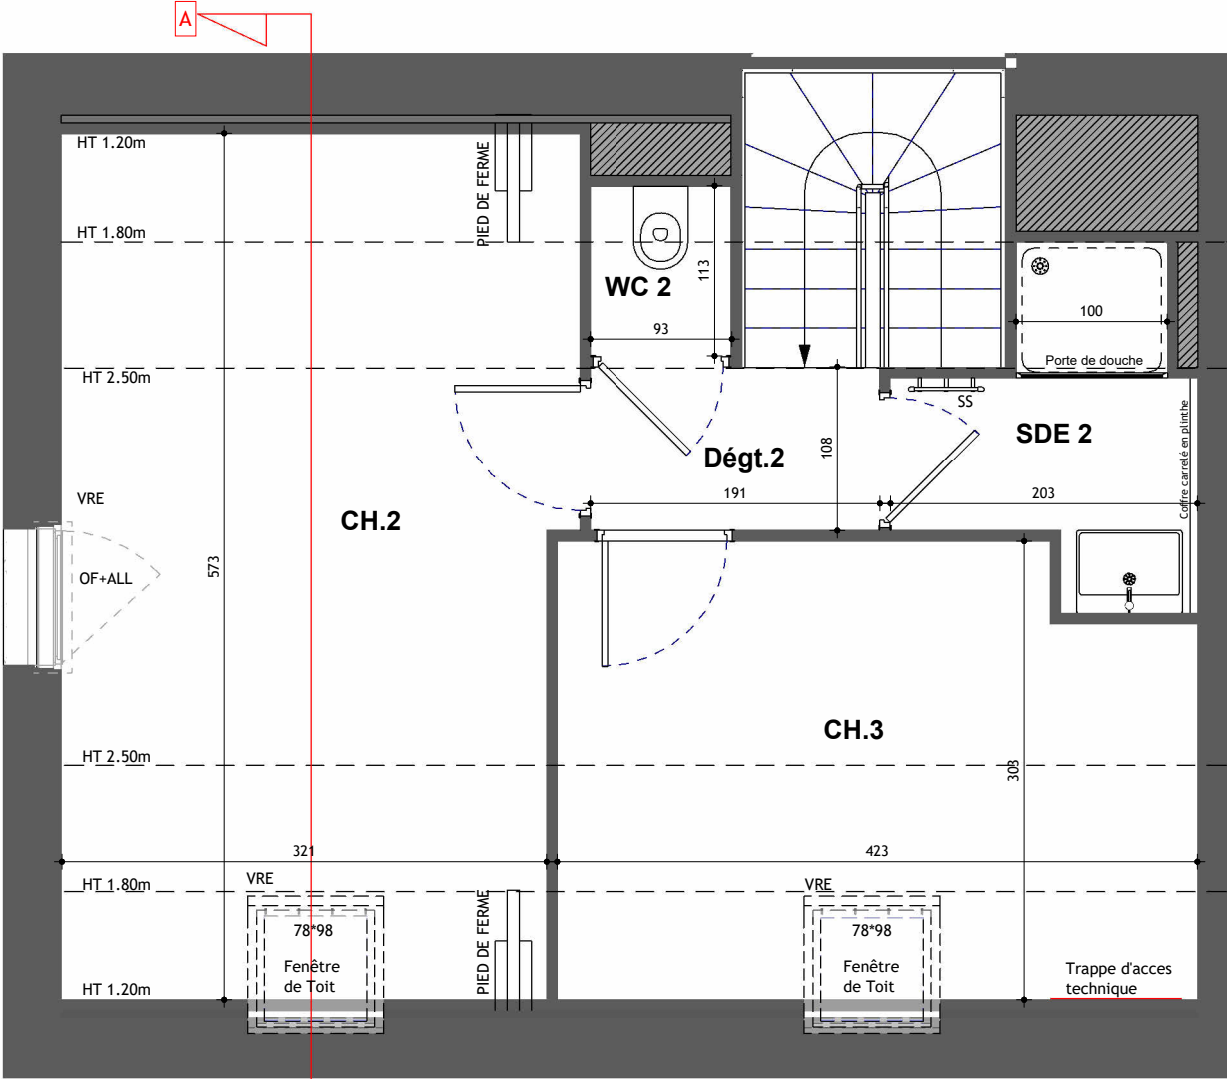 A
HT 1.20m
PIED DE FERME
HT 1.80m
WC 2
113
93
100
Porte de douche
HT 2.50m
SS
SDE 2
Coffre carrelé en plinthe
Dégt.2
108
191
203
VRE
CH.2
OF+ALL
573
CH.3
HT 2.50m
303
321
423
HT 1.80m
VRE
VRE
PIED DE FERME
78*98
Fenêtre
de Toit
78*98
Fenêtre
de Toit
Trappe d'acces
technique
HT 1.20m